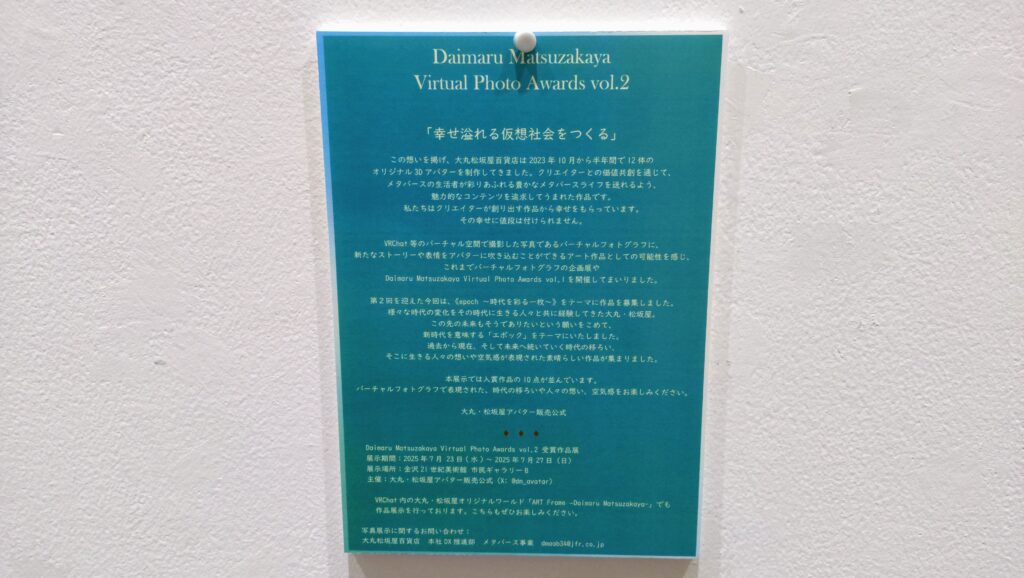 Daimaru Matsuzakaya
Virtual Photo Awards vol.2
「幸せ溢れる仮想社会をつくる」
この想いを掲げ、大丸松坂屋百貨店は2023年10月から半年間で12体の
オリジナル3Dアバターを制作してきました。クリエイターとの価値共創を通じて、
メタバースの生活者が彩りあふれる豊かなメタバースライフを送れるよう、
魅力的なコンテンツを追求してうまれた作品です。
私たちはクリエイターが創り出す作品から幸せをもらっています。
その幸せに値段は付けられません。
VRChat等のバーチャル空間で撮影した写真であるバーチャルフォトグラフに、
新たなストーリーや表情をアバターに吹き込むことができるアート作品としての可能性を感じ、
これまでバーチャルフォトグラフの企画展や
Daimaru Matsuzakaya Virtual Photo Awards vol.1を開催してまいりました。
第2回を迎えた今回は、《epoch ～時代を彩る一枚～》をテーマに作品を募集しました。
様々な時代の変化をその時代に生きる人々と共に経験してきた大丸・松坂屋。
この先の未来もそうでありたいという願いをこめて、
新時代を意味する「エポック」をテーマにいたしました。
過去から現在、そして未来へ続いていく時代の移ろい、
そこに生きる人々の想いや空気感が表現された素晴らしい作品が集まりました。
本展示では入賞作品の10点が並んでいます。
バーチャルフォトグラフで表現された、時代の移ろいや人々の想い、空気感をお楽しみください。
大丸・松坂屋アバター販売公式
Daimaru Matsuzakaya Virtual Photo Awards vol.2 受賞作品展
展示期間：2025年7月 23日(水)～2025年7月27日（日）
展示場所：金沢21世紀美術館 市民ギャラリーB
主催：大丸・松坂屋アバター販売公式（X: @dm_avatar）
VRChat内の大丸・松坂屋オリジナルワールド「ART Frame -Daimaru Matsuzakaya-」でも
作品展示を行っております。こちらもぜひお楽しみください。
写真展示に関するお問い合わせ：
大丸松坂屋百貨店　本社DX推進部　メタバース事業　dmoab34@jfr.co.jp